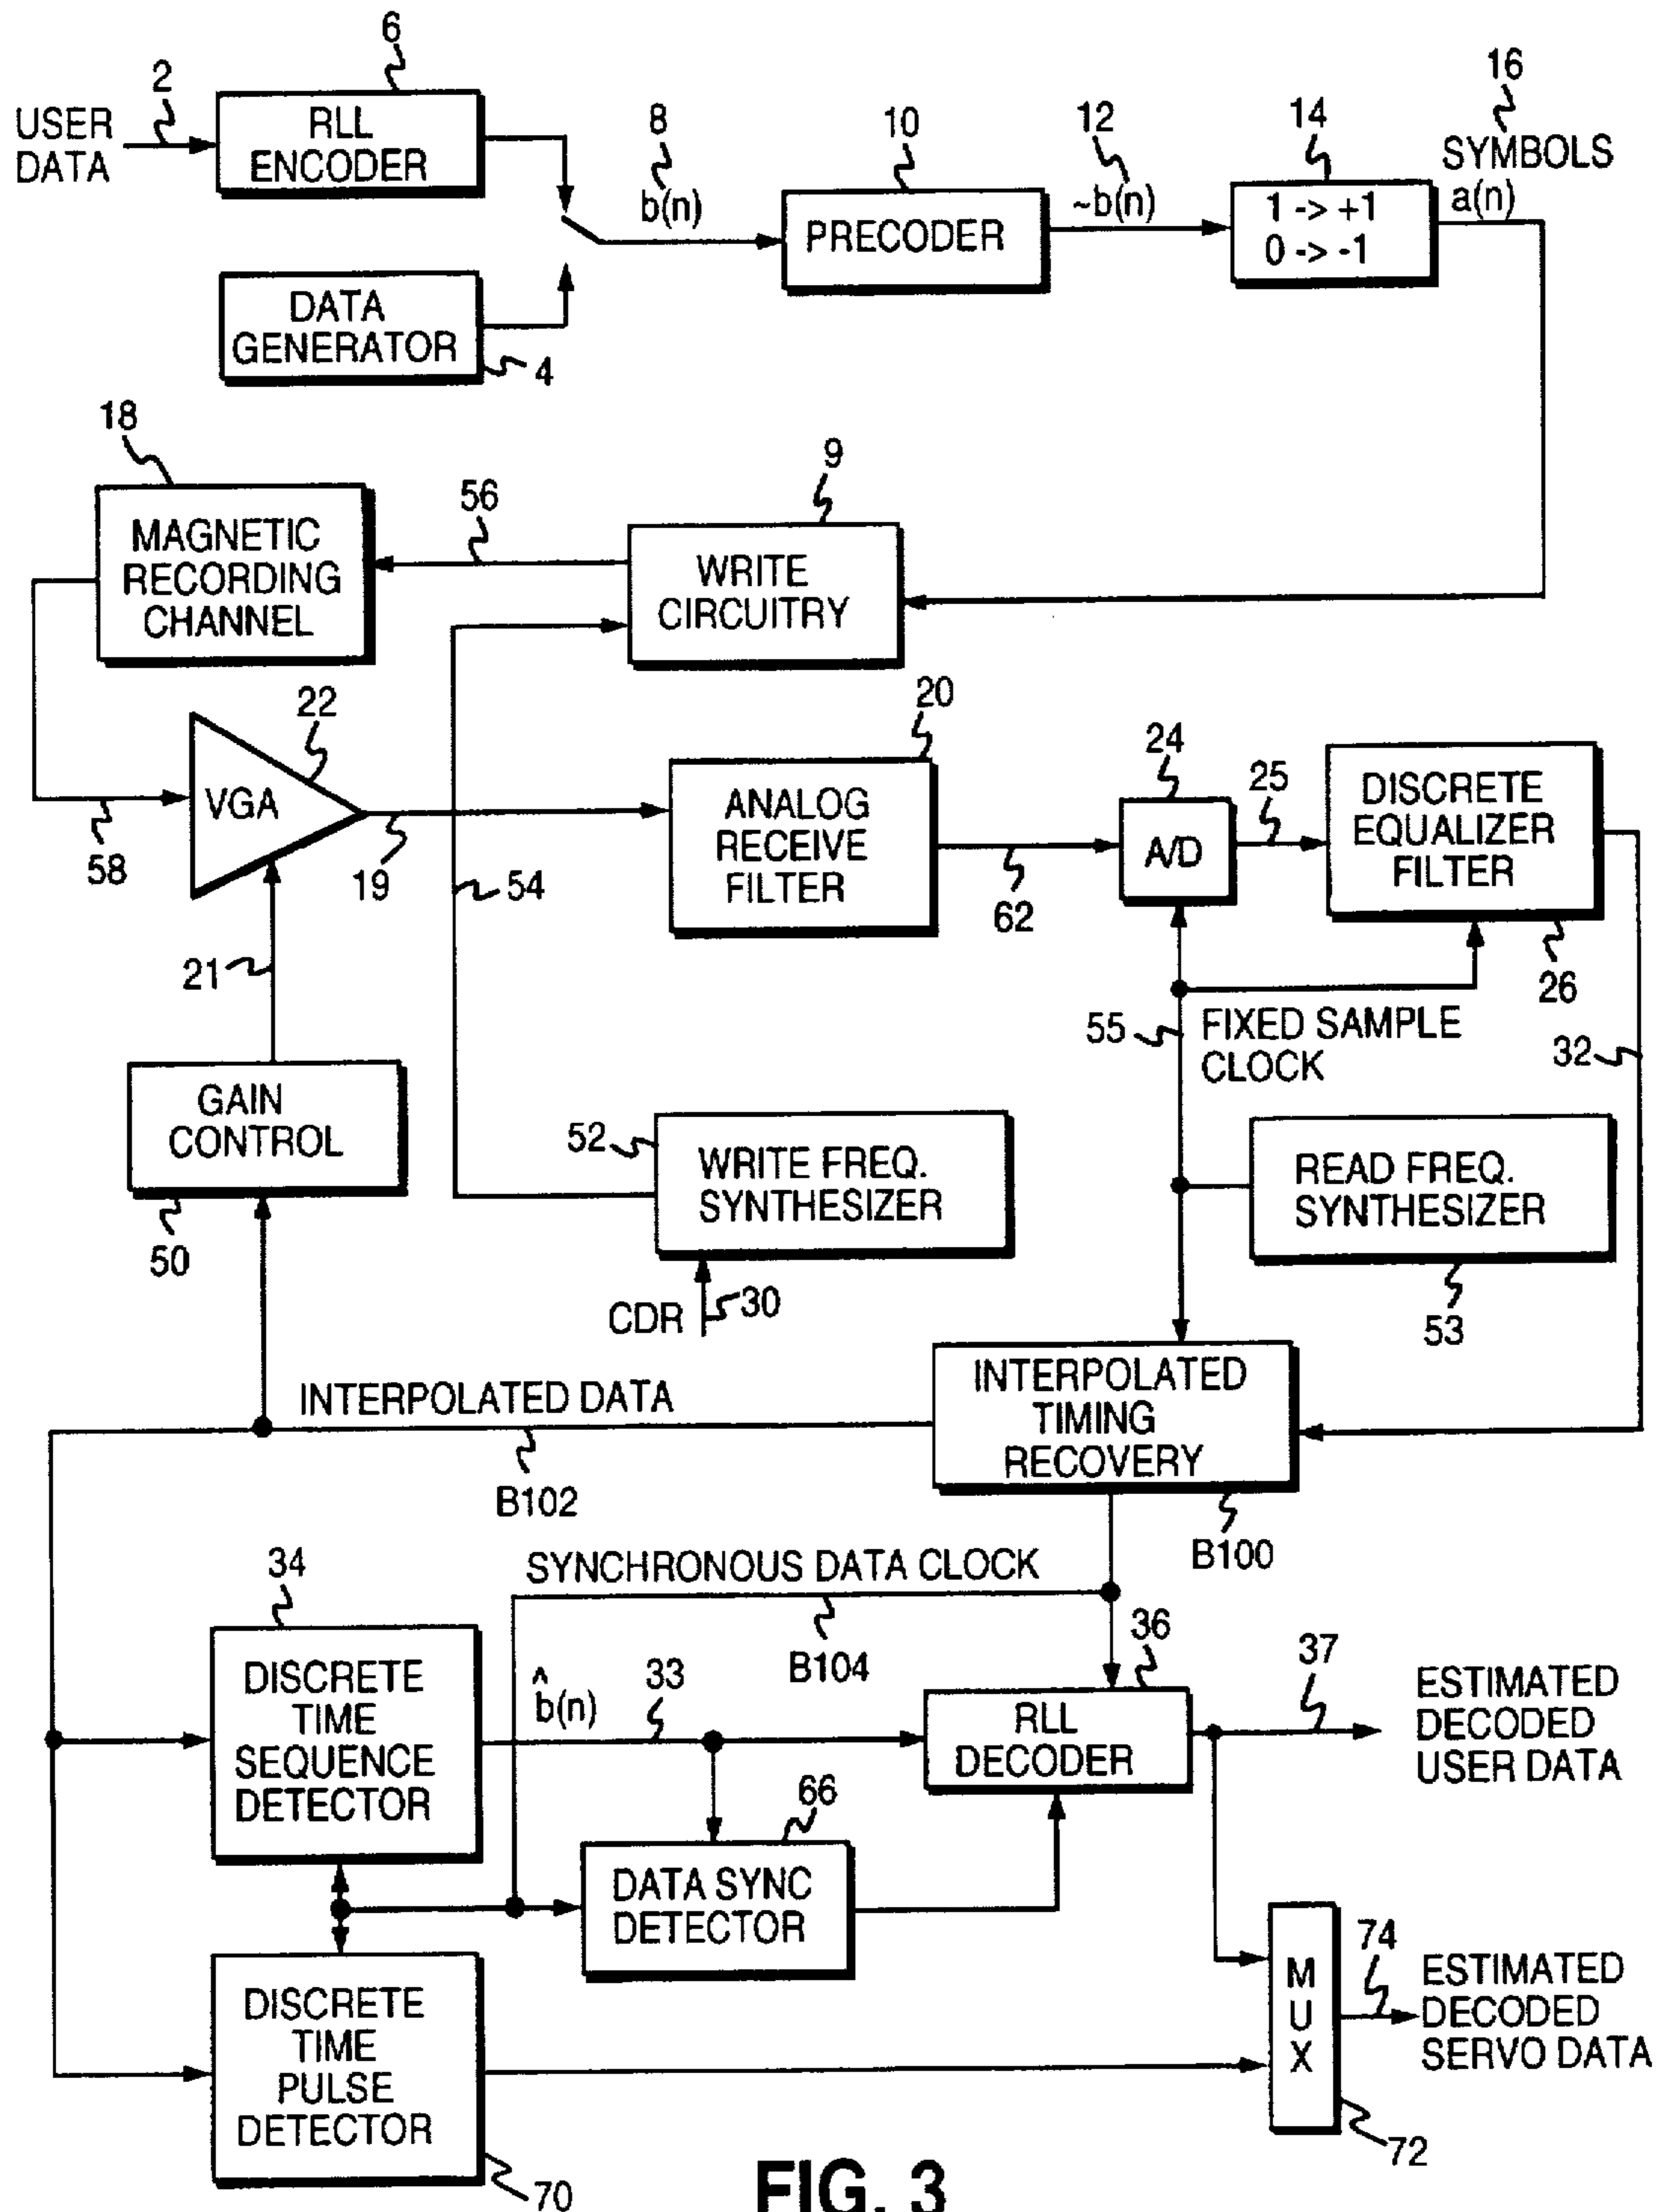 6
2
USER
DATA
RLL
ENCODER
8
b(n)
10
PRECODER
12
~b(n)
14
1 -> +1
0 -> -1
16
SYMBOLS
a(n)
DATA
GENERATOR
4
18
MAGNETIC
RECORDING
CHANNEL
56
9
WRITE
CIRCUITRY
22
VGA
58
19
54
20
ANALOG
RECEIVE
FILTER
62
24
A/D
25
DISCRETE
EQUALIZER
FILTER
26
21
55
FIXED SAMPLE
CLOCK
32
GAIN
CONTROL
50
52
WRITE FREQ.
SYNTHESIZER
CDR
30
READ FREQ.
SYNTHESIZER
53
INTERPOLATED DATA
B102
INTERPOLATED
TIMING
RECOVERY
B100
SYNCHRONOUS DATA CLOCK
B104
34
DISCRETE
TIME
SEQUENCE
DETECTOR
b̂(n)
33
36
RLL
DECODER
37
ESTIMATED
DECODED
USER DATA
66
DATA SYNC
DETECTOR
DISCRETE
TIME
PULSE
DETECTOR
70
M
U
X
72
74
ESTIMATED
DECODED
SERVO DATA
FIG. 3